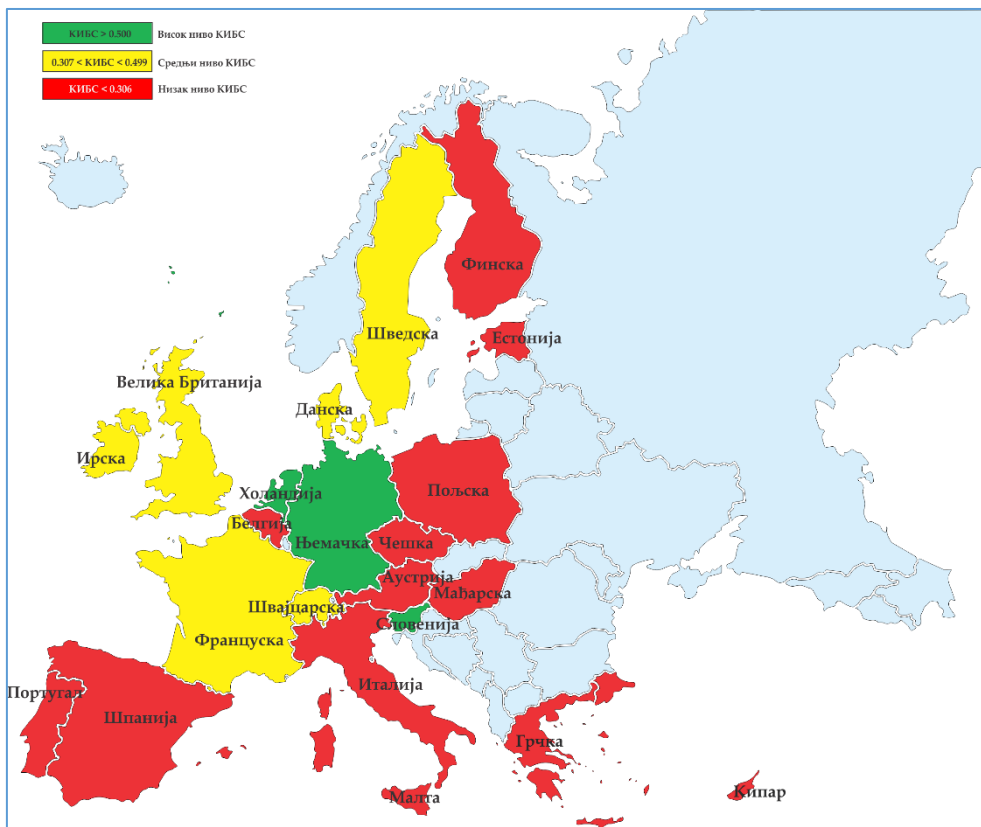 КИБС > 0.500 Висок ниво КИБС
0.307 < КИБС < 0.499 Средњи ниво КИБС
КИБС < 0.306 Низак ниво КИБС
Финска
Шведска
Естонија
Велика Британија
Данска
Ирска
Холандија
Пољска
Белгија
Њемачка
Чешка
Аустрија
Мађарска
Швајцарска
Словенија
Француска
Италија
Португал
Шпанија
Грчка
Малта
Кипар